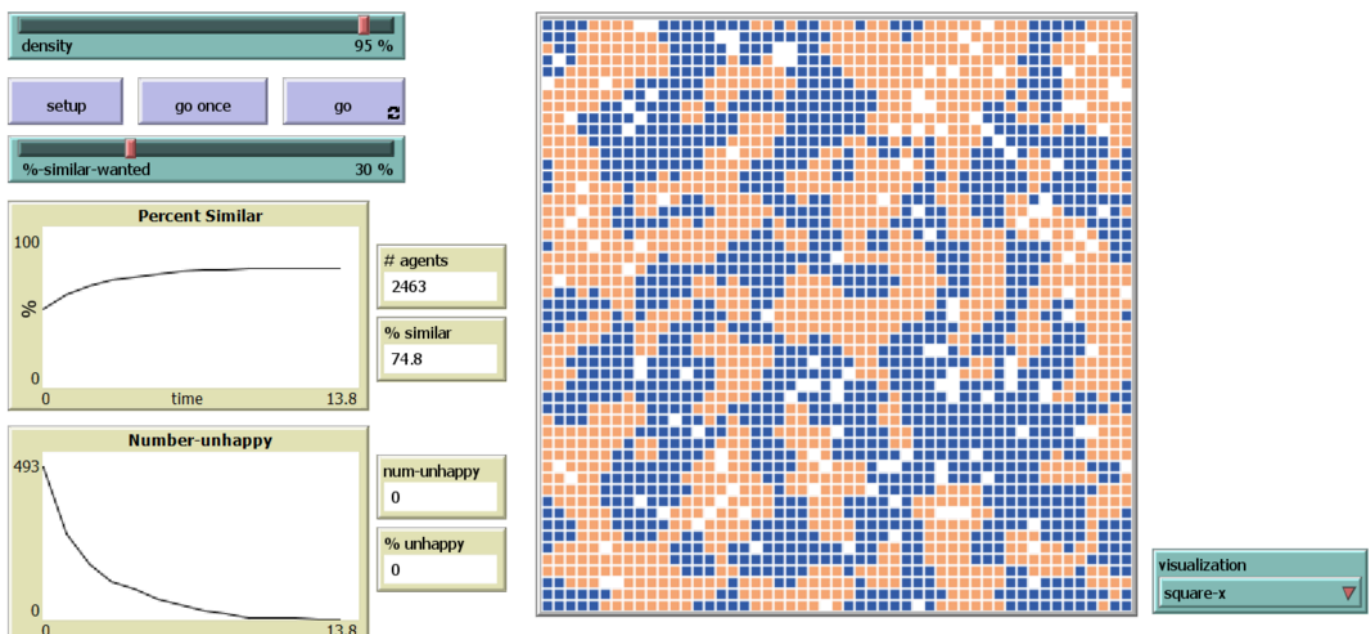 density 95 %
setup
go once
go
%-similar-wanted 30 %
Percent Similar
100
%
0
0 time 13.8
# agents
2463
% similar
74.8
Number-unhappy
493
0
0 13.8
num-unhappy
0
% unhappy
0
visualization
square-x